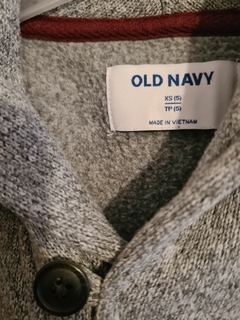 OLD NAVY
XS (5)
TP (5)
MADE IN VIETNAM